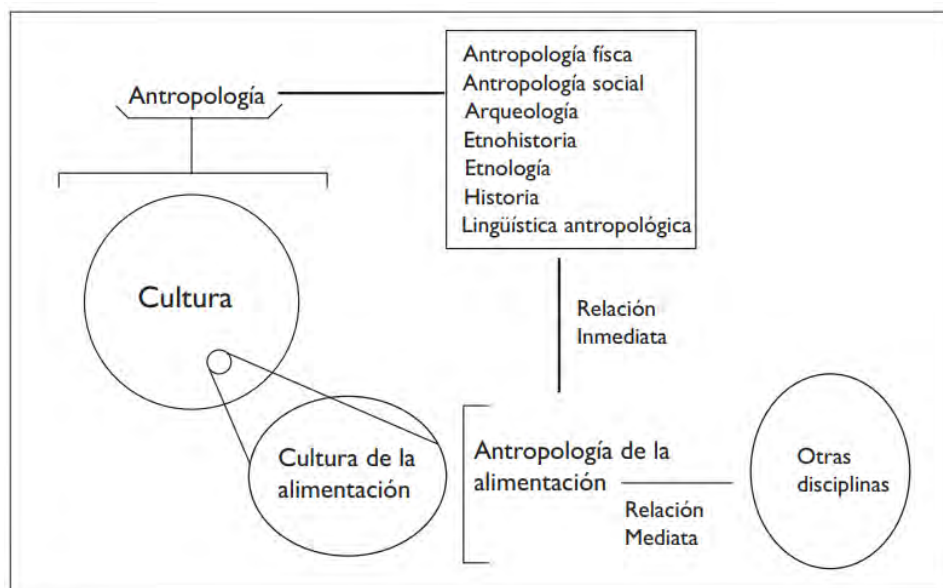 Antropología
Antropología físca
Antropología social
Arqueología
Etnohistoria
Etnología
Historia
Lingüística antropológica
Cultura
Relación
Inmediata
Cultura de la
alimentación
Antropología de la
alimentación
Relación
Mediata
Otras
disciplinas